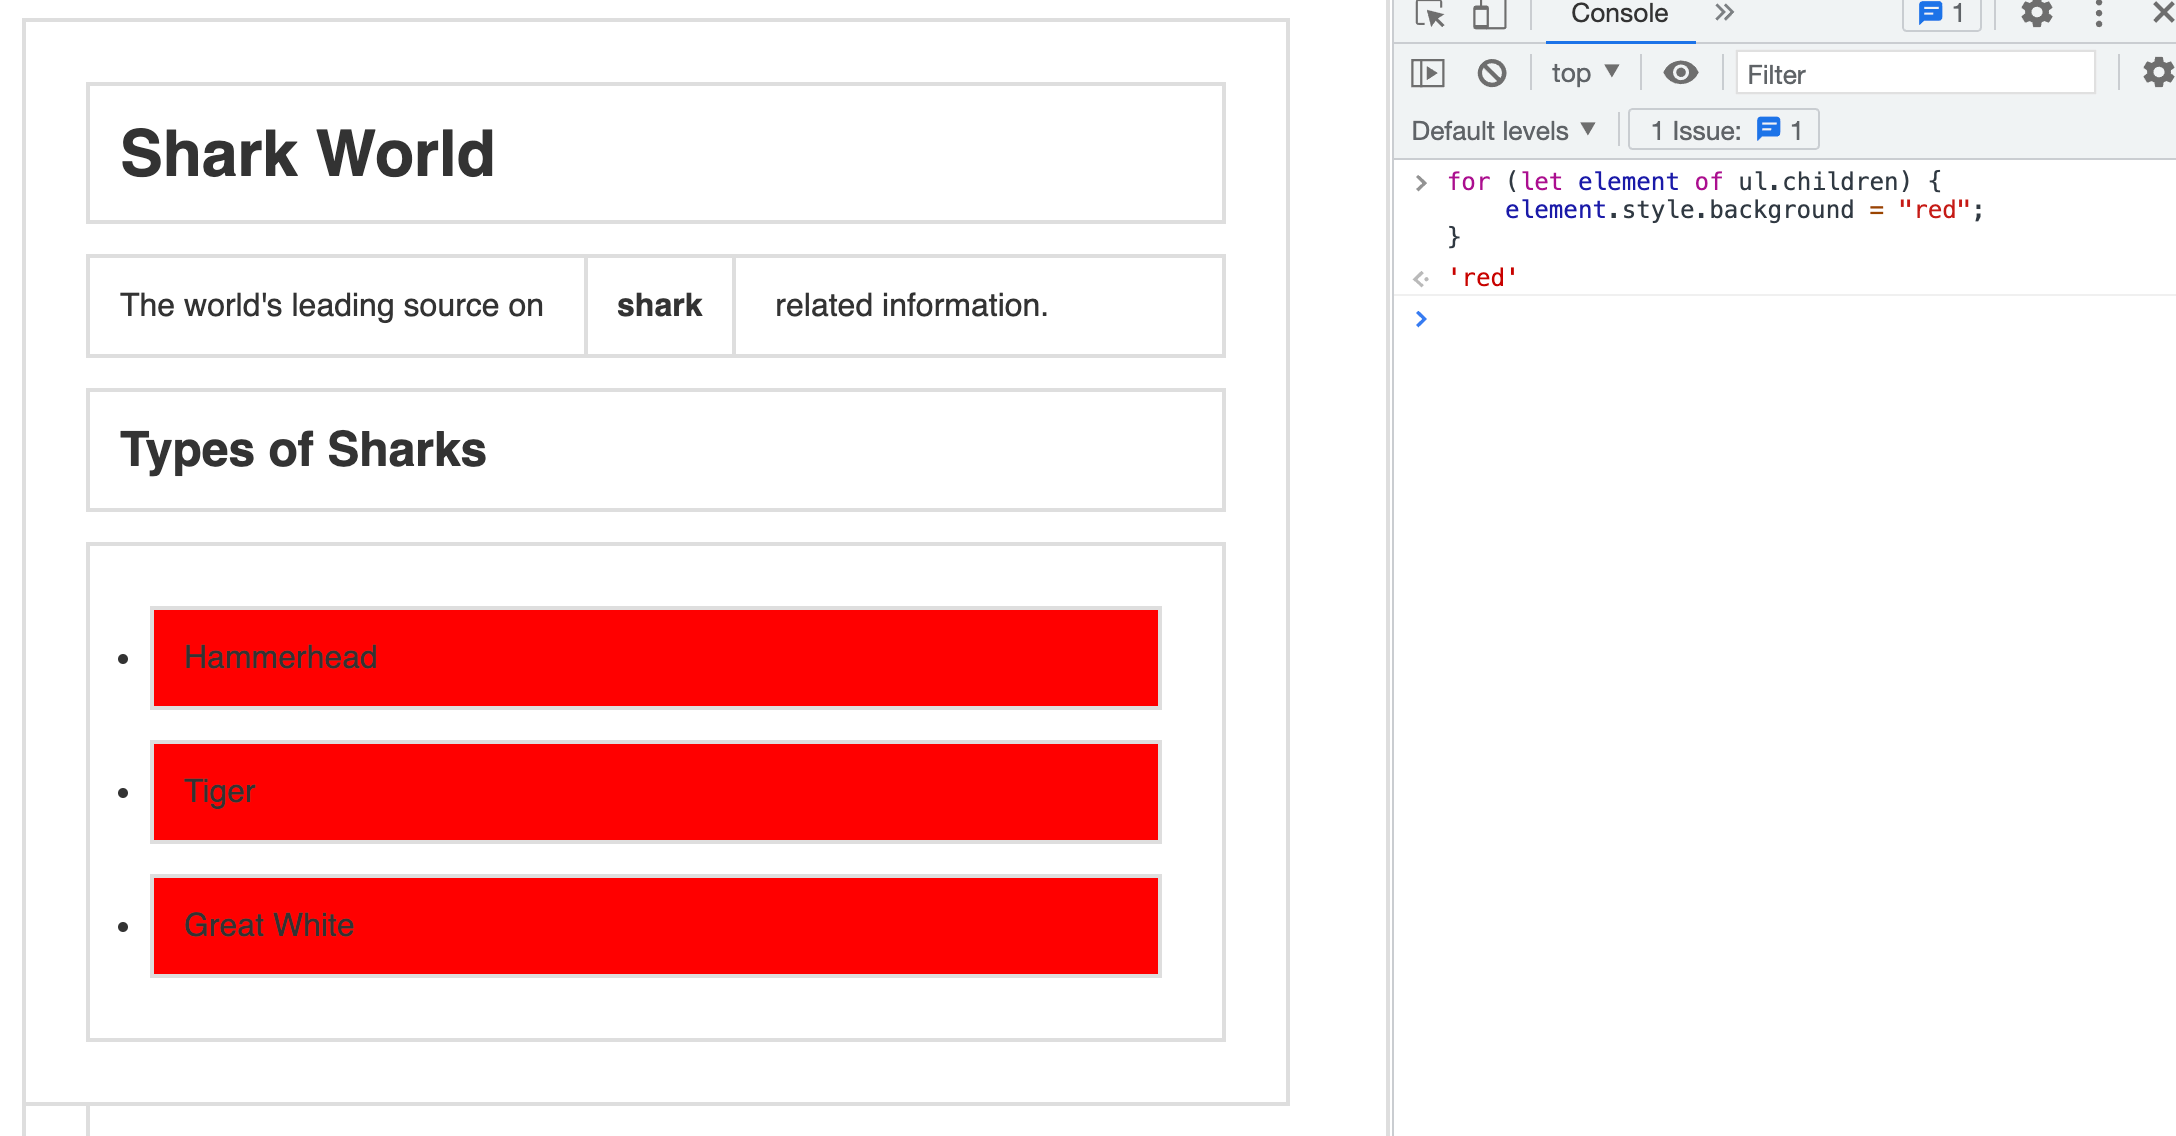 Shark World
The world's leading source on shark related information.
Types of Sharks
Hammerhead
Tiger
Great White
Console 1
top Filter
Default levels 1 Issue: 1
for (let element of ul.children) {
    element.style.background = "red";
}
'red'